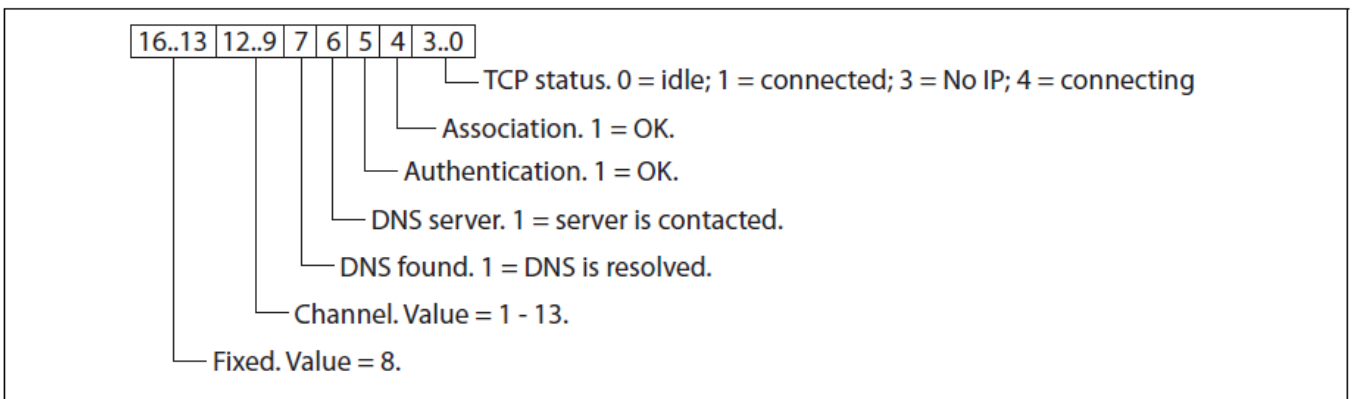 16..13 12..9 7 6 5 4 3..0
TCP status. 0 = idle; 1 = connected; 3 = No IP; 4 = connecting
Association. 1 = OK.
Authentication. 1 = OK.
DNS server. 1 = server is contacted.
DNS found. 1 = DNS is resolved.
Channel. Value = 1 - 13.
Fixed. Value = 8.